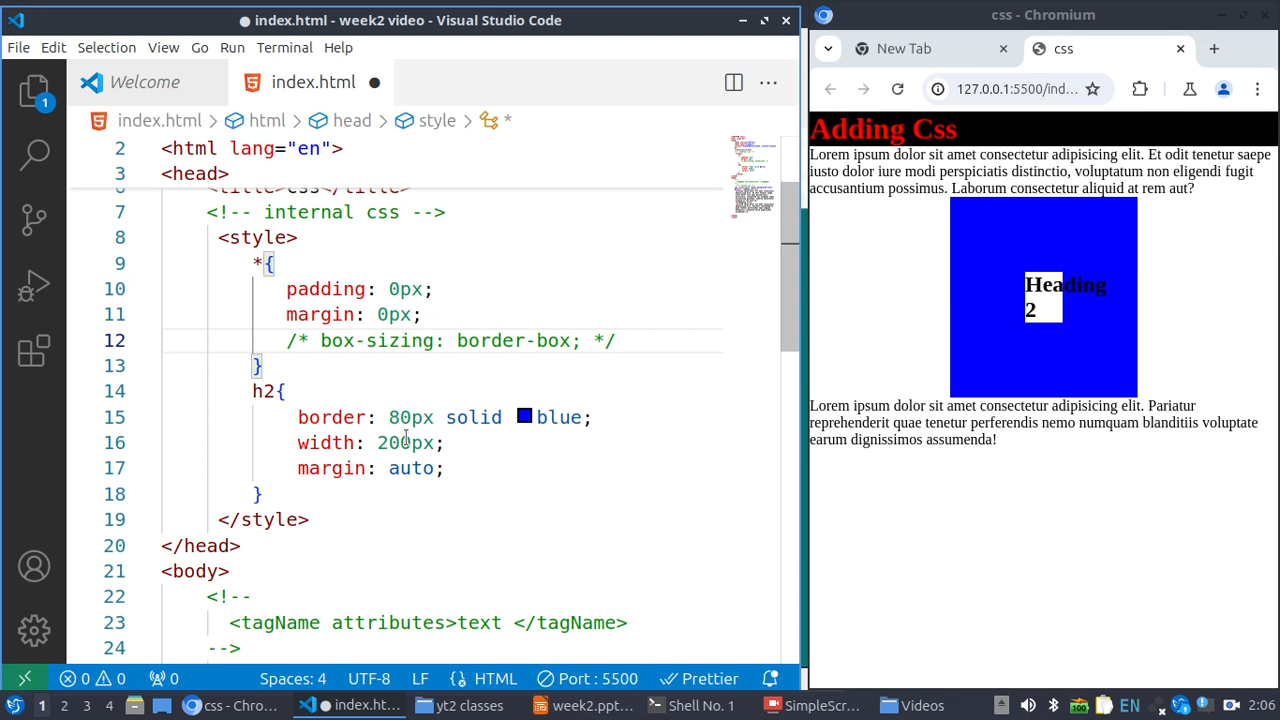 index.html - week2 video - Visual Studio Code
File Edit Selection View Go Run Terminal Help
Welcome
index.html
index.html > html > head > style > *
1
2 <html lang="en">
3 <head>
6 <title>css</title>
7 <!-- internal css -->
8 <style>
9 *{
10 padding: 0px;
11 margin: 0px;
12 /* box-sizing: border-box; */
13 }
14 h2{
15 border: 80px solid blue;
16 width: 200px;
17 margin: auto;
18 }
19 </style>
20 </head>
21 <body>
22 <!--
23 <tagName attributes>text </tagName>
24 -->
0 0 0 Spaces: 4 UTF-8 LF HTML Port : 5500 Prettier
css - Chromium
New Tab
css
127.0.0.1:5500/ind...
Adding Css
Lorem ipsum dolor sit amet consectetur adipisicing elit. Et odit tenetur saepe
iusto dolor iure modi perspiciatis distinctio, voluptatum non eligendi fugit
accusantium possimus. Laborum consectetur aliquid at rem aut?
Heading
2
Lorem ipsum dolor sit amet consectetur adipisicing elit. Pariatur
reprehenderit quae tenetur perferendis nemo numquam blanditiis voluptate
earum dignissimos assumenda!
1 2 3 4 css - Chro... index.ht... yt2 classes week2.ppt... Shell No. 1 SimpleScr... Videos 100 EN 2:06